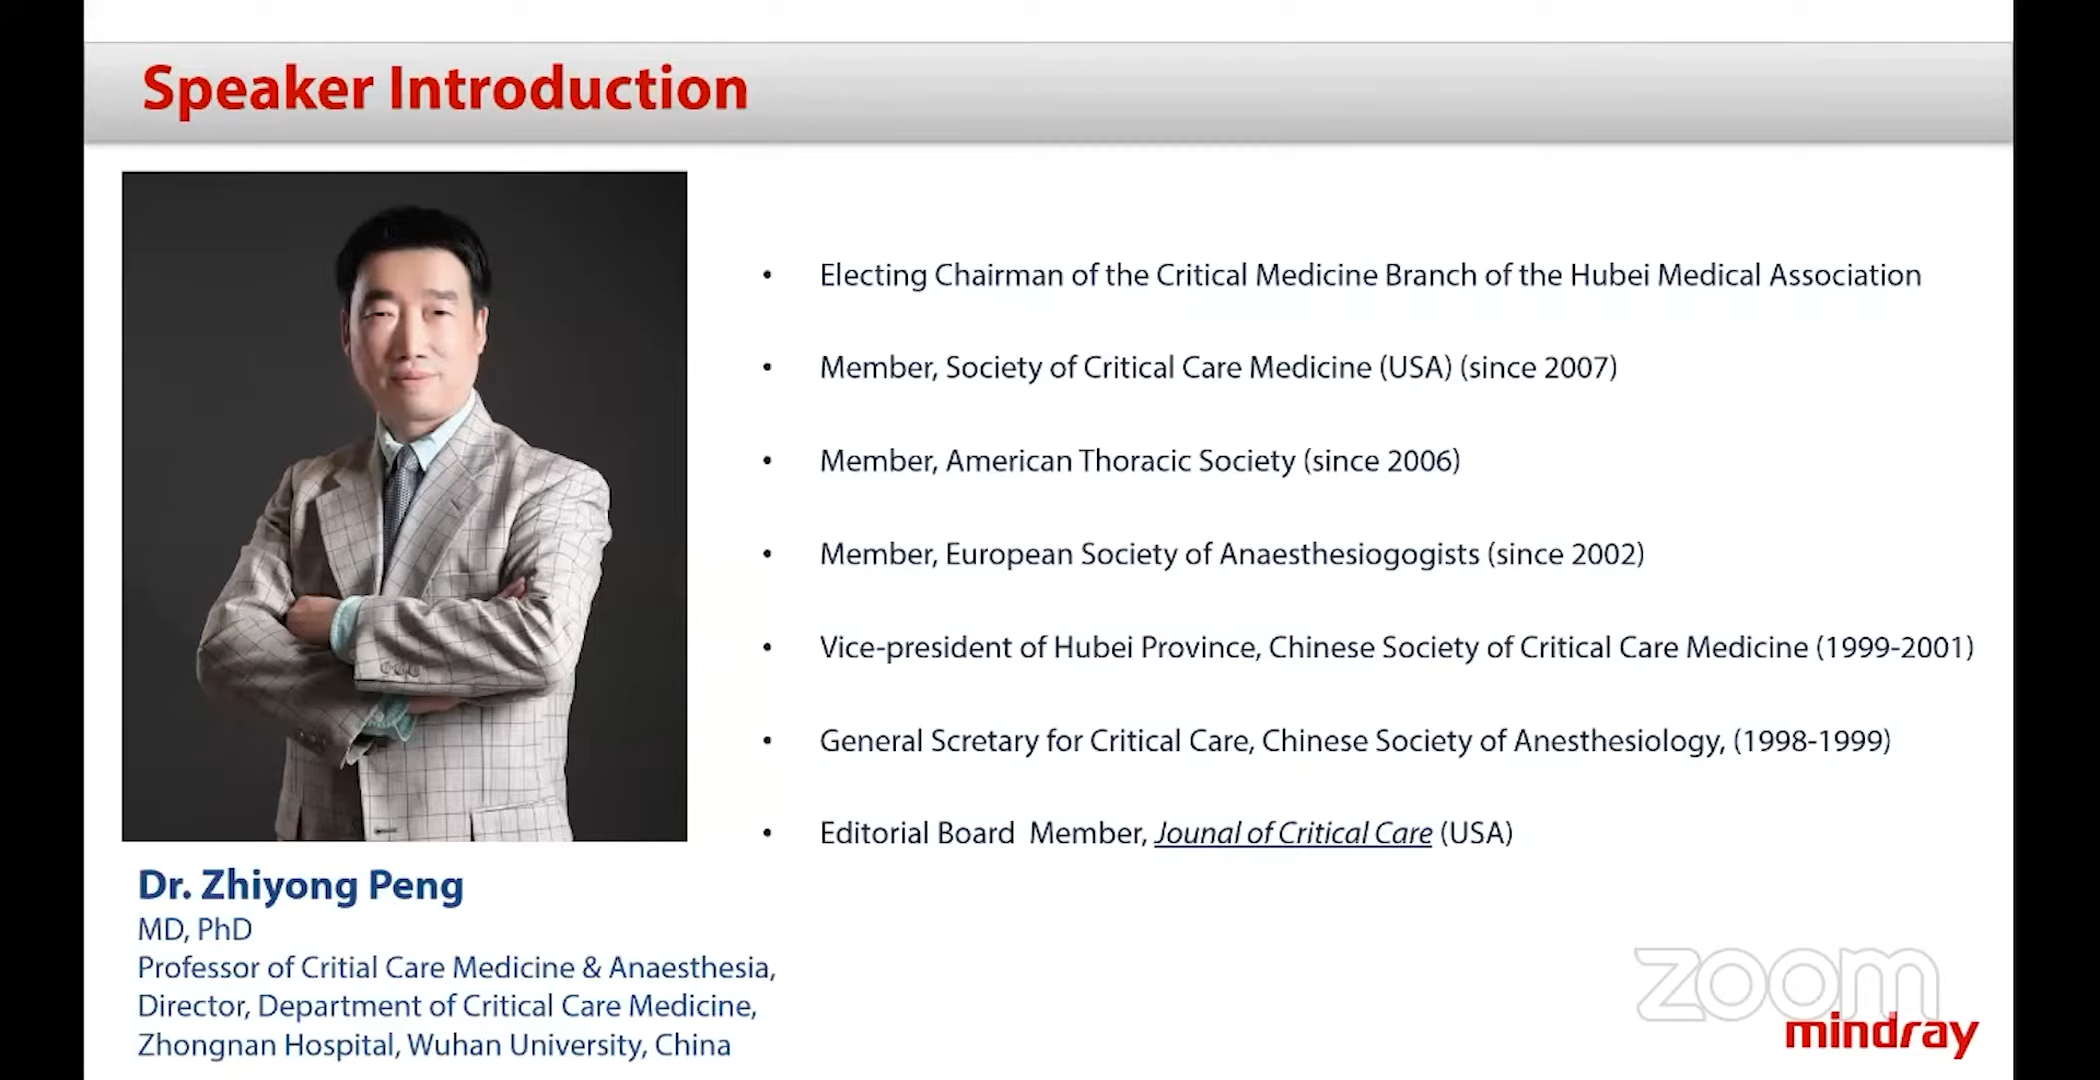 Speaker Introduction
• Electing Chairman of the Critical Medicine Branch of the Hubei Medical Association
• Member, Society of Critical Care Medicine (USA) (since 2007)
• Member, American Thoracic Society (since 2006)
• Member, European Society of Anaesthesiogogists (since 2002)
• Vice-president of Hubei Province, Chinese Society of Critical Care Medicine (1999-2001)
• General Scretary for Critical Care, Chinese Society of Anesthesiology, (1998-1999)
• Editorial Board  Member, Jounal of Critical Care (USA)
Dr. Zhiyong Peng
MD, PhD
Professor of Critial Care Medicine & Anaesthesia,
Director, Department of Critical Care Medicine,
Zhongnan Hospital, Wuhan University, China
zoom
mindray